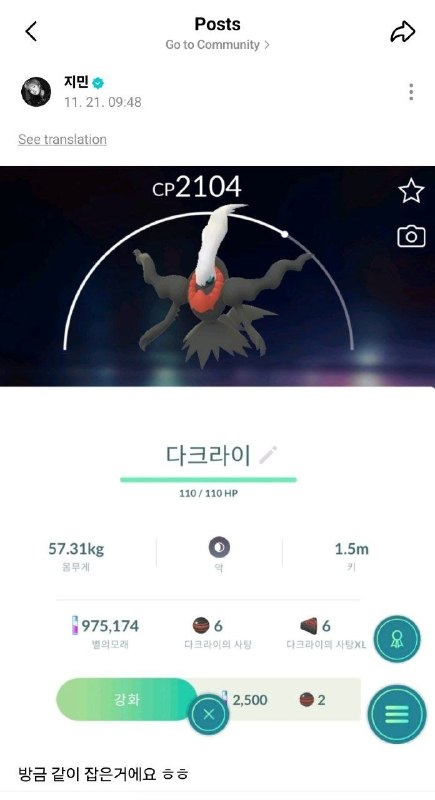 Posts
Go to Community >
지민
11. 21. 09:48
See translation
CP2104
다크라이
110 / 110 HP
57.31kg
1.5m
몸무게
악
키
975,174
6
6
별의모래
다크라이의 사탕
다크라이의 사탕XL
강화
2,500
2
방금 같이 잡은거에요 ㅎㅎ